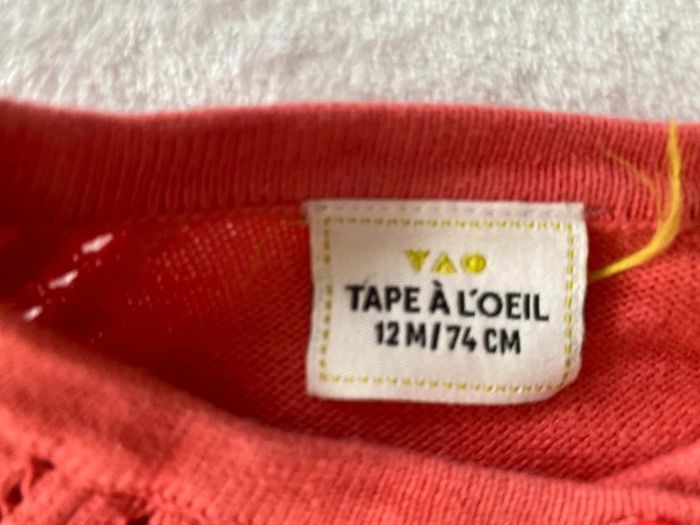 TAO
TAPE À L'OEIL
12 M / 74 CM